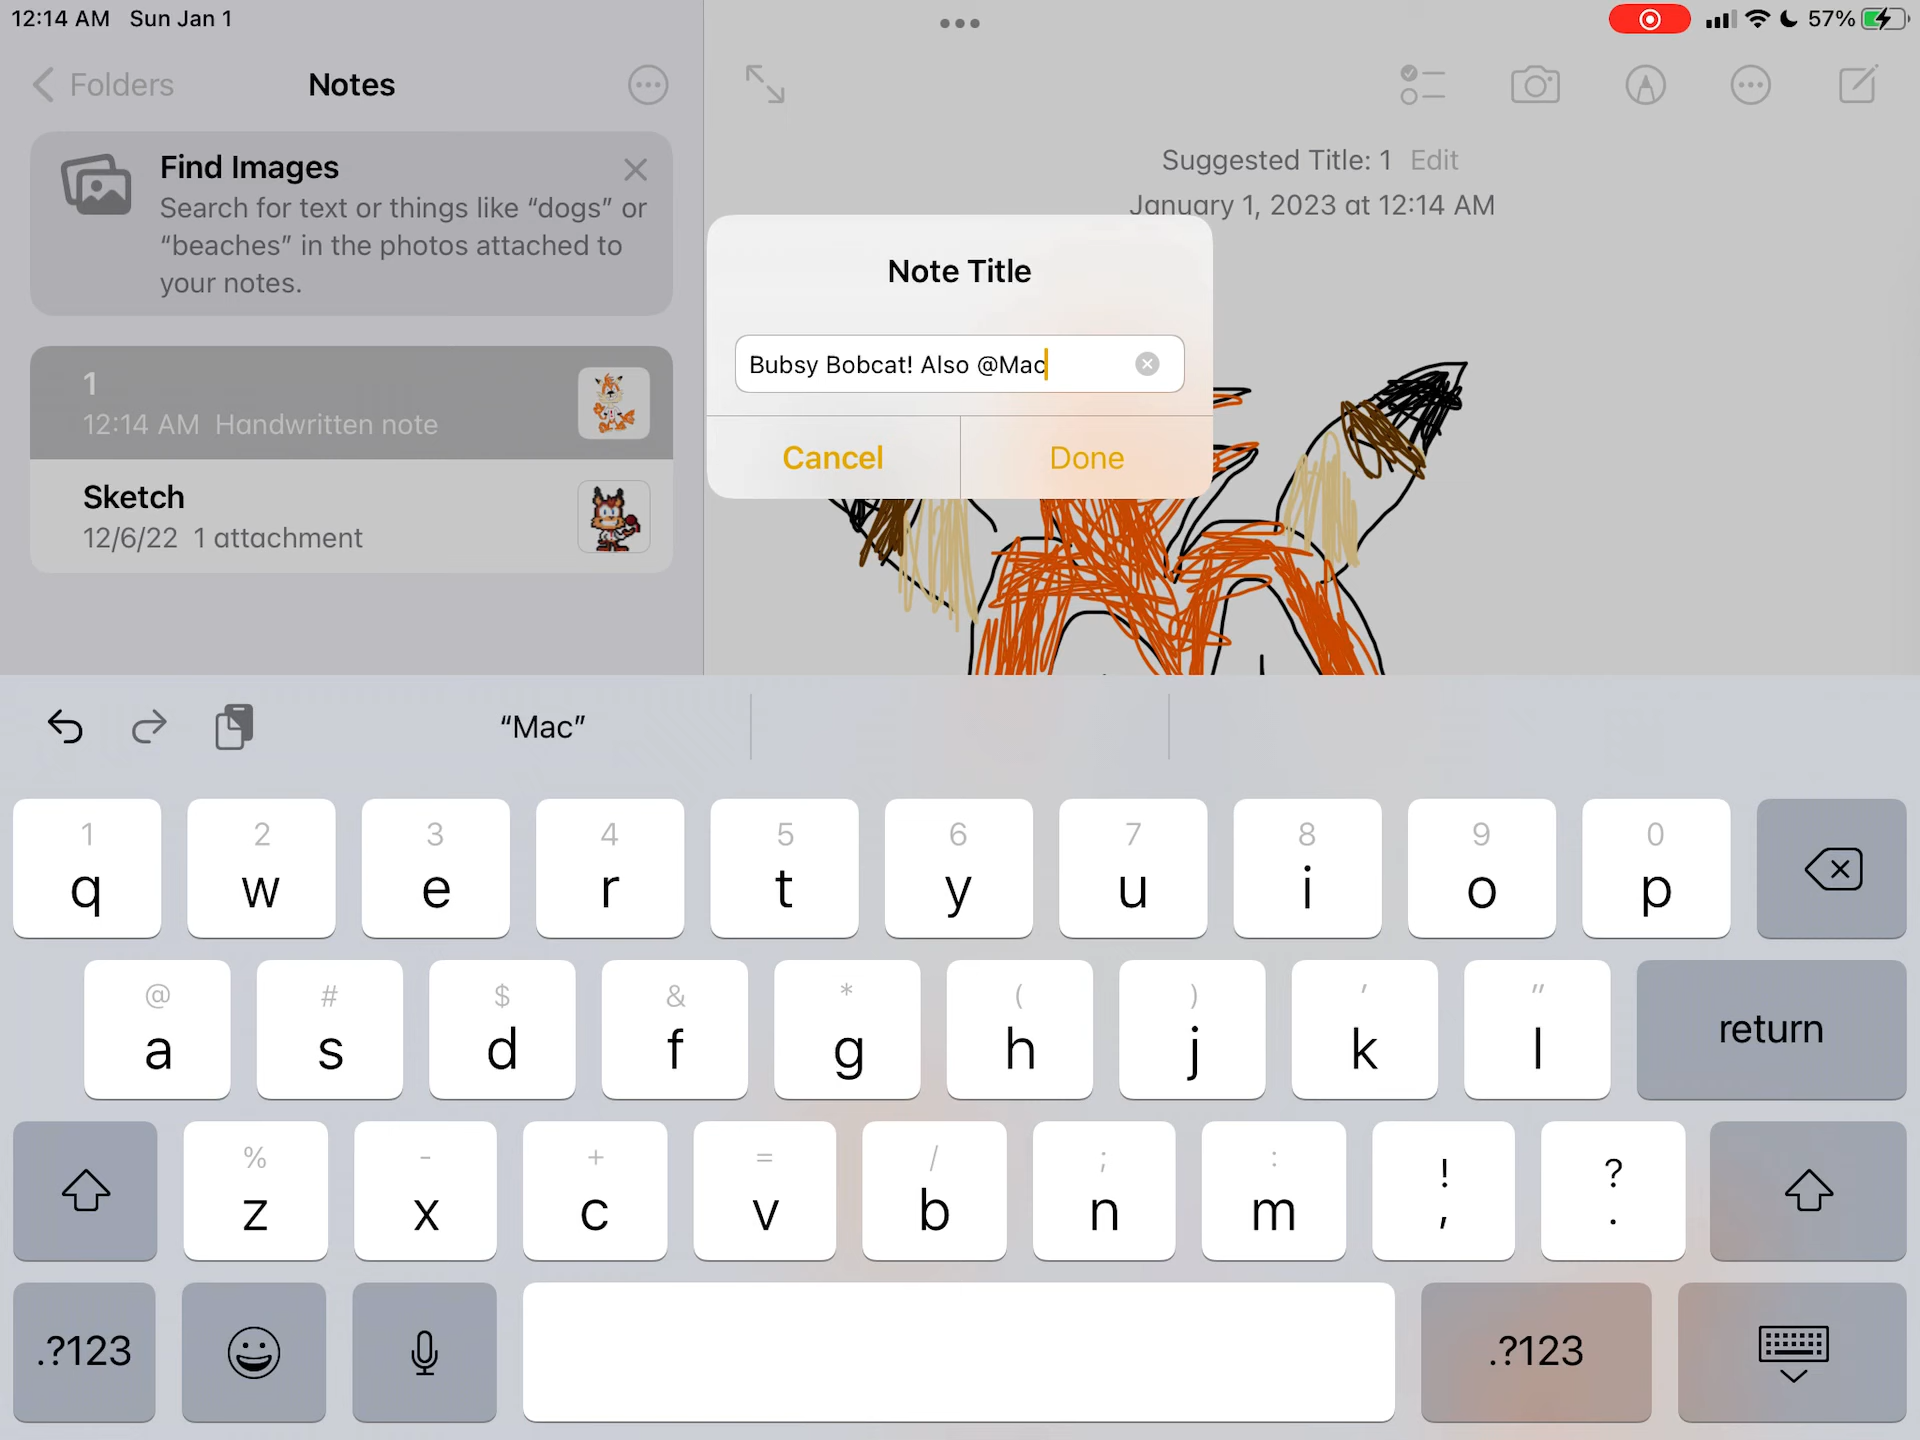 12:14 AM Sun Jan 1
57%
Folders
Notes
Find Images
Search for text or things like “dogs” or
“beaches” in the photos attached to
your notes.
1
12:14 AM Handwritten note
Sketch
12/6/22 1 attachment
Suggested Title: 1 Edit
January 1, 2023 at 12:14 AM
Note Title
Bubsy Bobcat! Also @Mac
Cancel
Done
“Mac”
1 2 3 4 5 6 7 8 9 0
q w e r t y u i o p
@ # $ & * ( ) ' "
a s d f g h j k l
return
% - + = / ; : ! ?
z x c v b n m , .
.?123
.?123